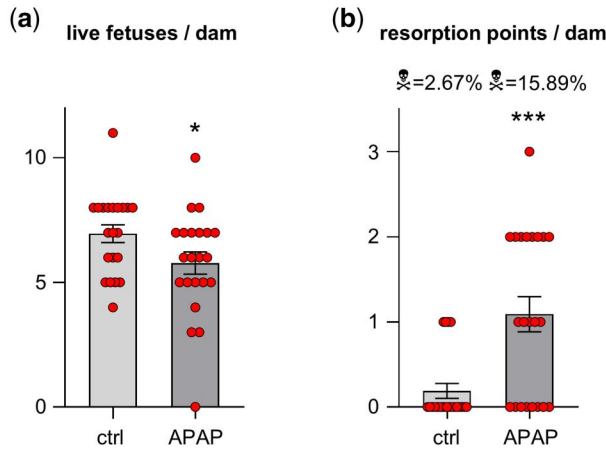 (a)
live fetuses / dam
*
10
5
0
ctrl
APAP
(b)
resorption points / dam
=2.67% =15.89%
***
3
2
1
0
ctrl
APAP